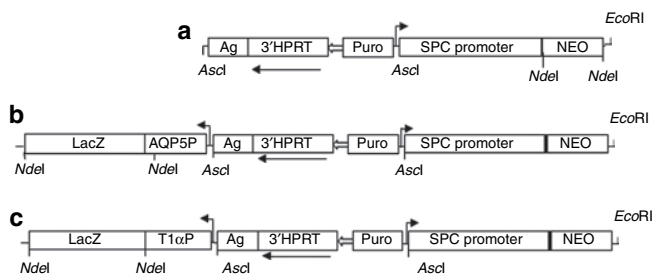 EcoRI
a Ag 3′HPRT Puro SPC promoter NEO
AscI AscI NdeI NdeI
b EcoRI
LacZ AQP5P Ag 3′HPRT Puro SPC promoter NEO
NdeI NdeI AscI AscI
c EcoRI
LacZ T1αP Ag 3′HPRT Puro SPC promoter NEO
NdeI NdeI AscI AscI